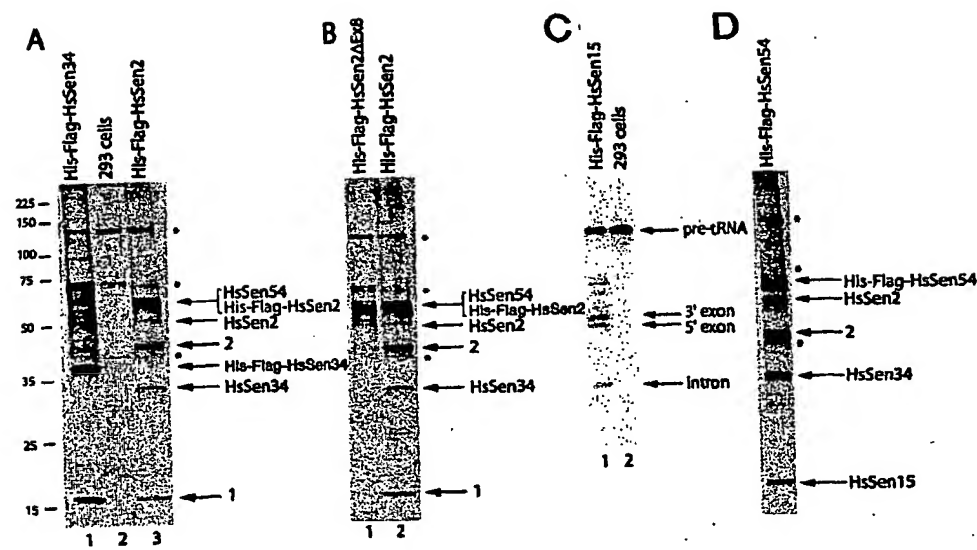 A
His-Flag-HsSen34
293 cells
His-Flag-HsSen2
225
150
100
75
50
35
25
15
HsSen54
His-Flag-HsSen2
HsSen2
2
His-Flag-HsSen34
HsSen34
1
1 2 3
B
His-Flag-HsSen2ΔEx8
His-Flag-HsSen2
HsSen54
His-Flag-HsSen2
HsSen2
2
HsSen34
1
1 2
C
His-Flag-HsSen15
293 cells
pre-tRNA
3' exon
5' exon
Intron
1 2
D
His-Flag-HsSen54
His-Flag-HsSen54
HsSen2
2
HsSen34
HsSen15